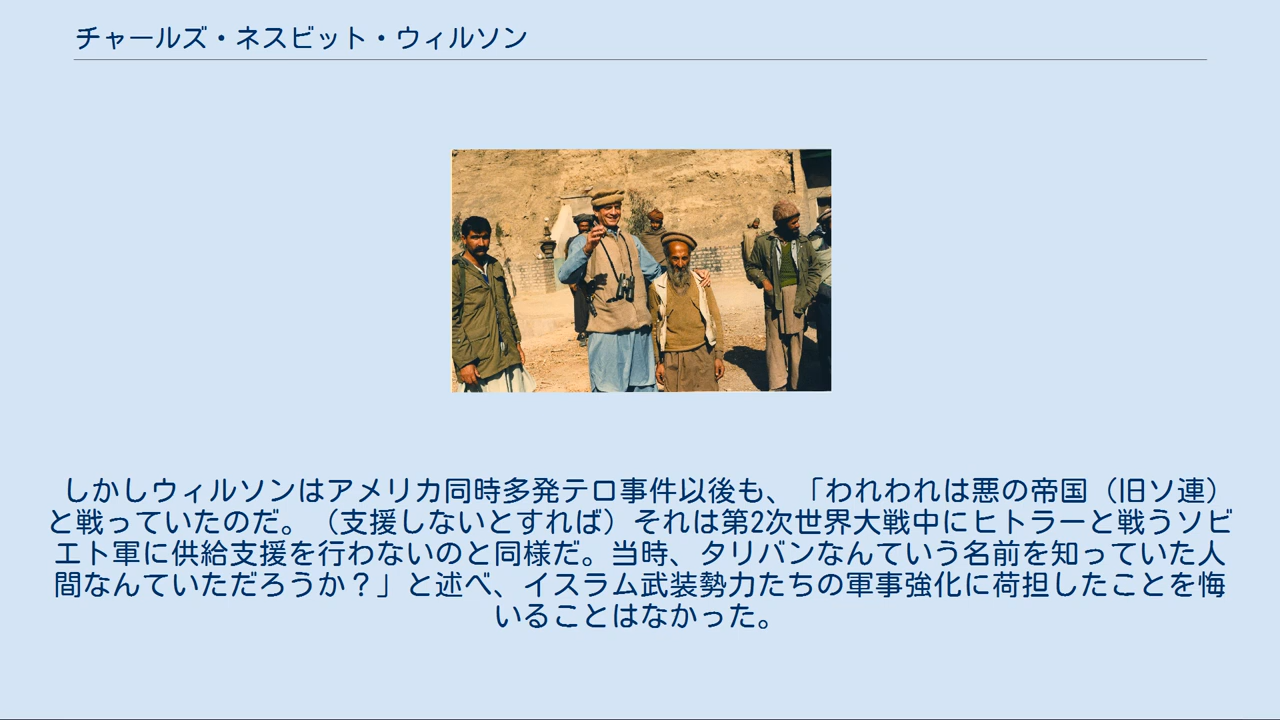 チャールズ・ネスビット・ウィルソン
しかしウィルソンはアメリカ同時多発テロ事件以後も、「われわれは悪の帝国（旧ソ連）
と戦っていたのだ。（支援しないとすれば）それは第2次世界大戦中にヒトラーと戦うソビ
エト軍に供給支援を行わないのと同様だ。当時、タリバンなんていう名前を知っていた人
間なんていただろうか？」と述べ、イスラム武装勢力たちの軍事強化に荷担したことを悔
いることはなかった。